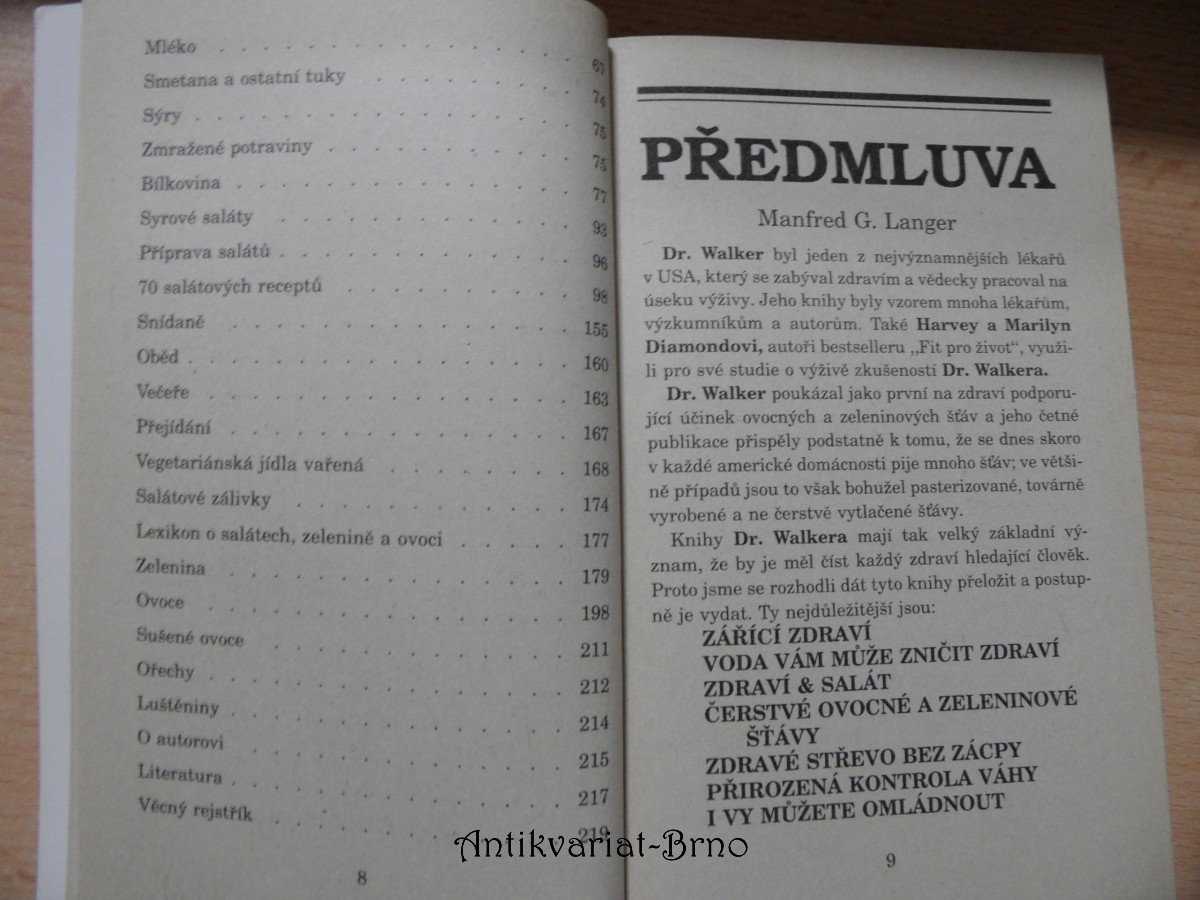 Mléko . . . . . . . . . . . . . . 67
Smetana a ostatní tuky . . . . . . . . 74
Sýry . . . . . . . . . . . . . . 75
Zmražené potraviny . . . . . . . . . 75
Bílkovina . . . . . . . . . . . . . 77
Syrové saláty . . . . . . . . . . . 93
Příprava salátů . . . . . . . . . . . 96
70 salátových receptů . . . . . . . . . 98
Snídaně . . . . . . . . . . . . . 155
Oběd . . . . . . . . . . . . . . 160
Večeře . . . . . . . . . . . . . . 163
Přejídání . . . . . . . . . . . . . 167
Vegetariánská jídla vařená . . . . . . . 168
Salátové zálivky . . . . . . . . . . 174
Lexikon o salátech, zelenině a ovoci . . . . . 177
Zelenina . . . . . . . . . . . . . 179
Ovoce . . . . . . . . . . . . . . 198
Sušené ovoce . . . . . . . . . . . 211
Ořechy . . . . . . . . . . . . . 212
Luštěniny . . . . . . . . . . . . . 214
O autorovi . . . . . . . . . . . . 215
Literatura . . . . . . . . . . . . . 217
Věcný rejstřík . . . . . . . . . . . 219
8
PŘEDMLUVA
Manfred G. Langer
Dr. Walker byl jeden z nejvýznamnějších lékařů
v USA, který se zabýval zdravím a vědecky pracoval na
úseku výživy. Jeho knihy byly vzorem mnoha lékařům,
výzkumníkům a autorům. Také Harvey a Marilyn
Diamondovi, autoři bestselleru „Fit pro život“, využi-
li pro své studie o výživě zkušeností Dr. Walkera.
Dr. Walker poukázal jako první na zdraví podporu-
jící účinek ovocných a zeleninových šťáv a jeho četné
publikace přispěly podstatně k tomu, že se dnes skoro
v každé americké domácnosti pije mnoho šťáv; ve větši-
ně případů jsou to však bohužel pasterizované, továrně
vyrobené a ne čerstvě vytlačené šťávy.
Knihy Dr. Walkera mají tak velký základní vý-
znam, že by je měl číst každý zdraví hledající člověk.
Proto jsme se rozhodli dát tyto knihy přeložit a postup-
ně je vydat. Ty nejdůležitější jsou:
ZÁŘÍCÍ ZDRAVÍ
VODA VÁM MŮŽE ZNIČIT ZDRAVÍ
ZDRAVÍ & SALÁT
ČERSTVÉ OVOCNÉ A ZELENINOVÉ
ŠŤÁVY
ZDRAVÉ STŘEVO BEZ ZÁCPY
PŘIROZENÁ KONTROLA VÁHY
I VY MŮŽETE OMLÁDNOUT
9
Antikvariat-Brno